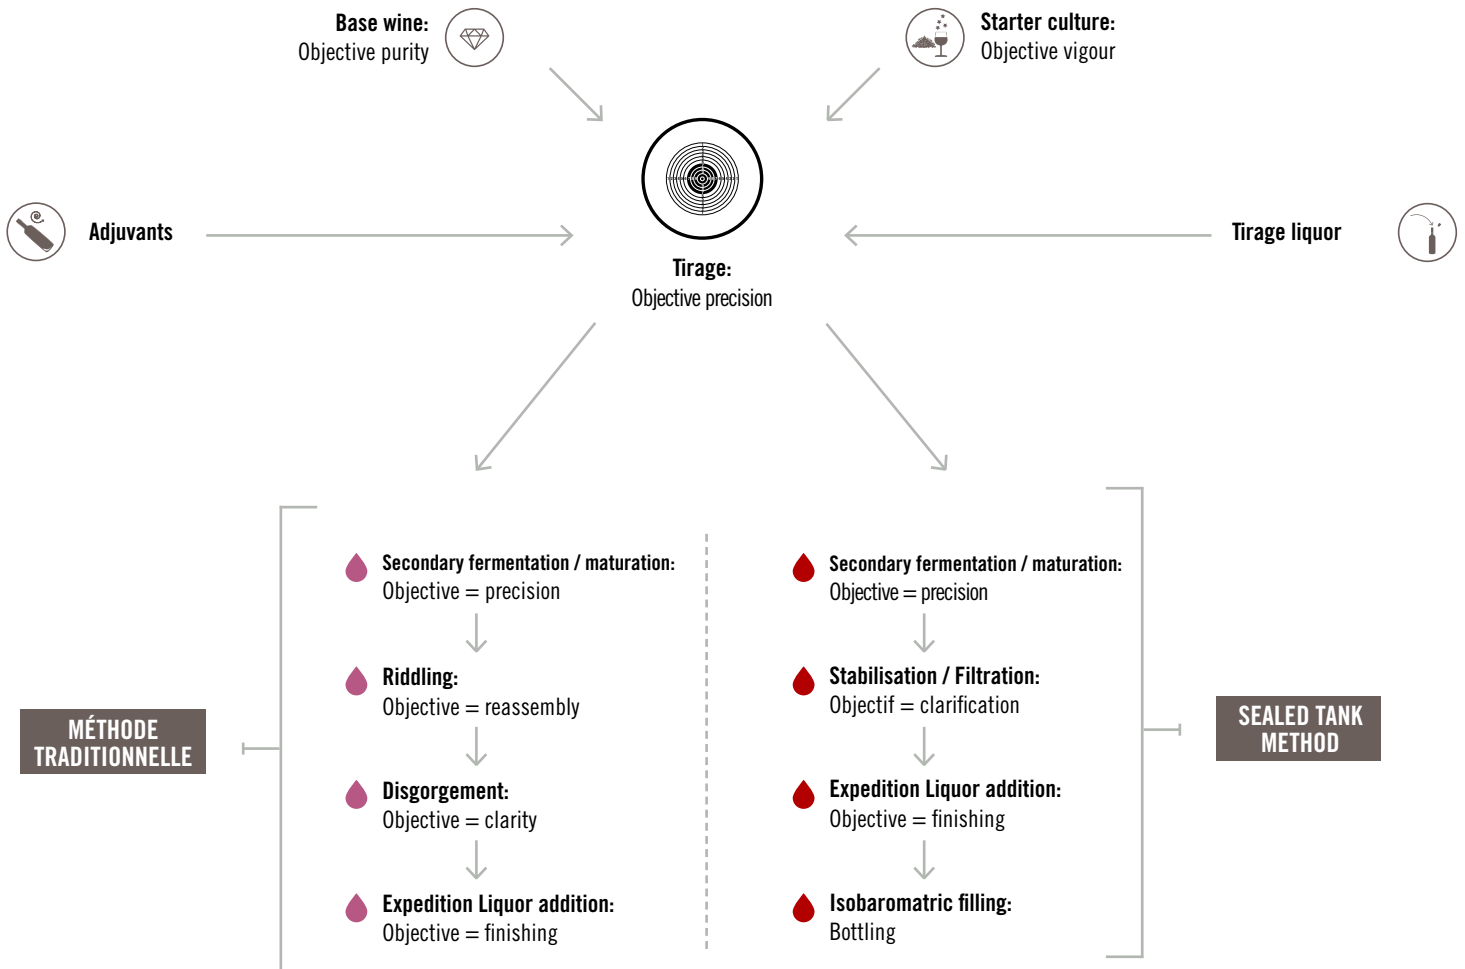 Base wine:
Objective purity
Starter culture:
Objective vigour
Adjuvants
Tirage liquor
Tirage:
Objective precision
MÉTHODE
TRADITIONNELLE
Secondary fermentation / maturation:
Objective = precision
Riddling:
Objective = reassembly
Disgorgement:
Objective = clarity
Expedition Liquor addition:
Objective = finishing
Secondary fermentation / maturation:
Objective = precision
Stabilisation / Filtration:
Objectif = clarification
Expedition Liquor addition:
Objective = finishing
Isobaromatric filling:
Bottling
SEALED TANK
METHOD